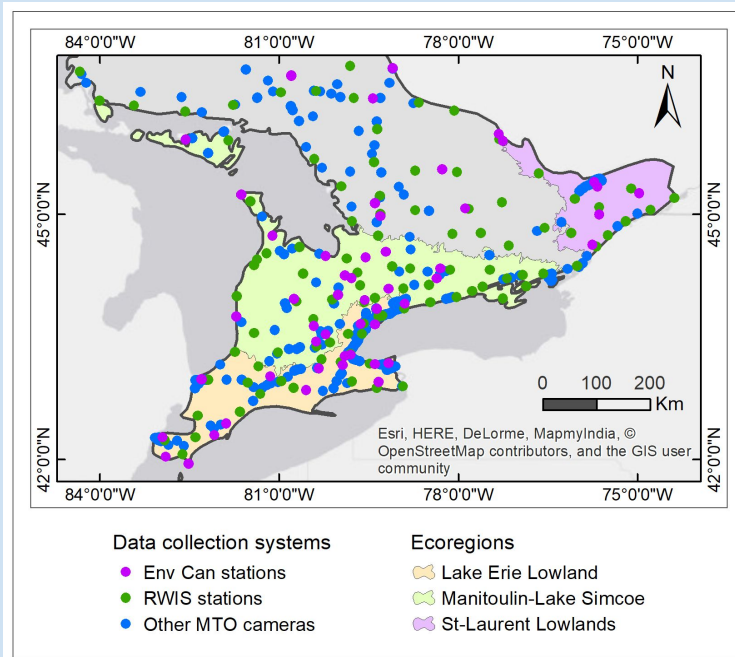 84°0'0"W 81°0'0"W 78°0'0"W 75°0'0"W
N
45°0'0"N 45°0'0"N
0 100 200
Km
Esri, HERE, DeLorme, MapmyIndia, ©
OpenStreetMap contributors, and the GIS user
community
42°0'0"N 42°0'0"N
84°0'0"W 81°0'0"W 78°0'0"W 75°0'0"W
Data collection systems
Env Can stations
RWIS stations
Other MTO cameras
Ecoregions
Lake Erie Lowland
Manitoulin-Lake Simcoe
St-Laurent Lowlands